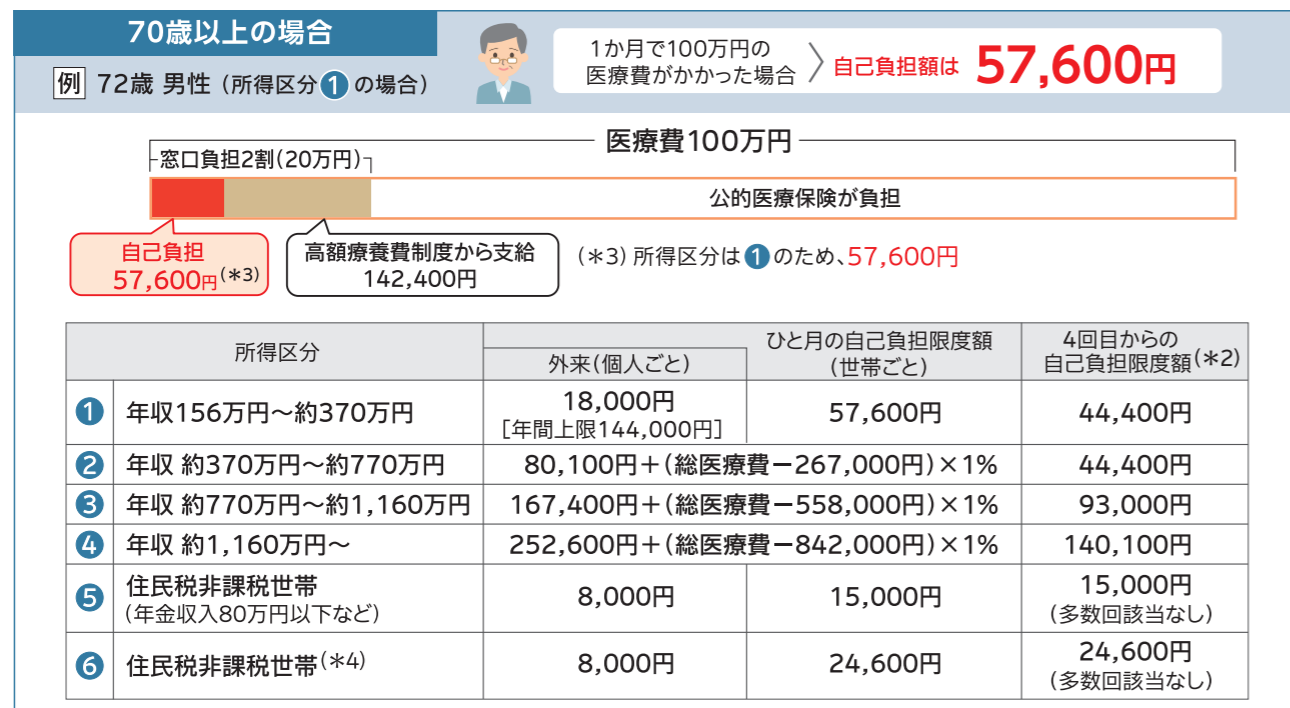 70歳以上の場合
例 72歳 男性 (所得区分❶の場合)
1か月で100万円の
医療費がかかった場合
自己負担額は 57,600円
医療費100万円
窓口負担2割(20万円)
公的医療保険が負担
自己負担
57,600円(*3)
高額療養費制度から支給
142,400円
(*3) 所得区分は❶のため、57,600円
所得区分
外来(個人ごと)
ひと月の自己負担限度額
(世帯ごと)
4回目からの
自己負担限度額(*2)
❶ 年収156万円～約370万円
18,000円
[年間上限144,000円]
57,600円
44,400円
❷ 年収 約370万円～約770万円 80,100円+(総医療費-267,000円)×1% 44,400円
❸ 年収 約770万円～約1,160万円 167,400円+(総医療費-558,000円)×1% 93,000円
❹ 年収 約1,160万円～ 252,600円+(総医療費-842,000円)×1% 140,100円
❺ 住民税非課税世帯
(年金収入80万円以下など)
8,000円
15,000円
15,000円
(多数回該当なし)
❻ 住民税非課税世帯(*4)
8,000円
24,600円
24,600円
(多数回該当なし)